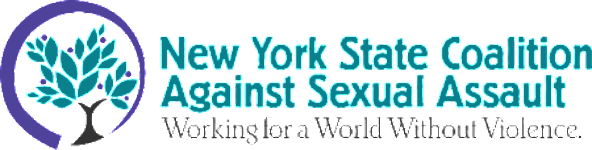 New York State Coalition
Against Sexual Assault
Working for a World Without Violence.